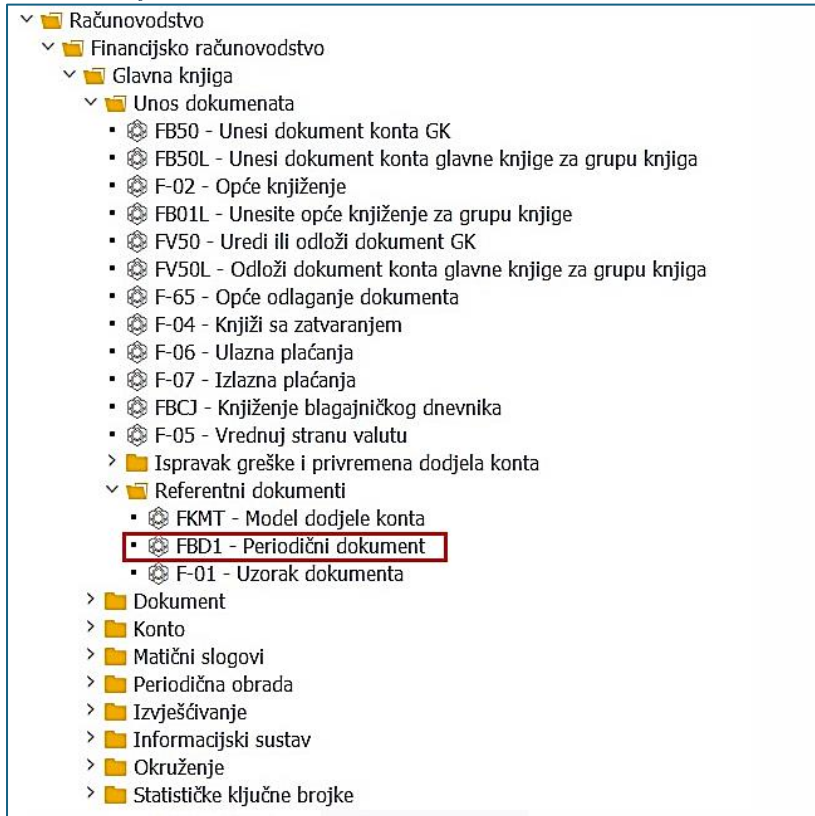 Računovodstvo
Financijsko računovodstvo
Glavna knjiga
Unos dokumenata
FB50 - Unesi dokument konta GK
FB50L - Unesi dokument konta glavne knjige za grupu knjiga
F-02 - Opće knjiženje
FB01L - Unesite opće knjiženje za grupu knjige
FV50 - Uredi ili odloži dokument GK
FV50L - Odloži dokument konta glavne knjige za grupu knjiga
F-65 - Opće odlaganje dokumenta
F-04 - Knjiži sa zatvaranjem
F-06 - Ulazna plaćanja
F-07 - Izlazna plaćanja
FBCJ - Knjiženje blagajničkog dnevnika
F-05 - Vrednuj stranu valutu
Ispravak greške i privremena dodjela konta
Referentni dokumenti
FKMT - Model dodjele konta
FBD1 - Periodični dokument
F-01 - Uzorak dokumenta
Dokument
Konto
Matični slogovi
Periodična obrada
Izvješćivanje
Informacijski sustav
Okruženje
Statističke ključne brojke